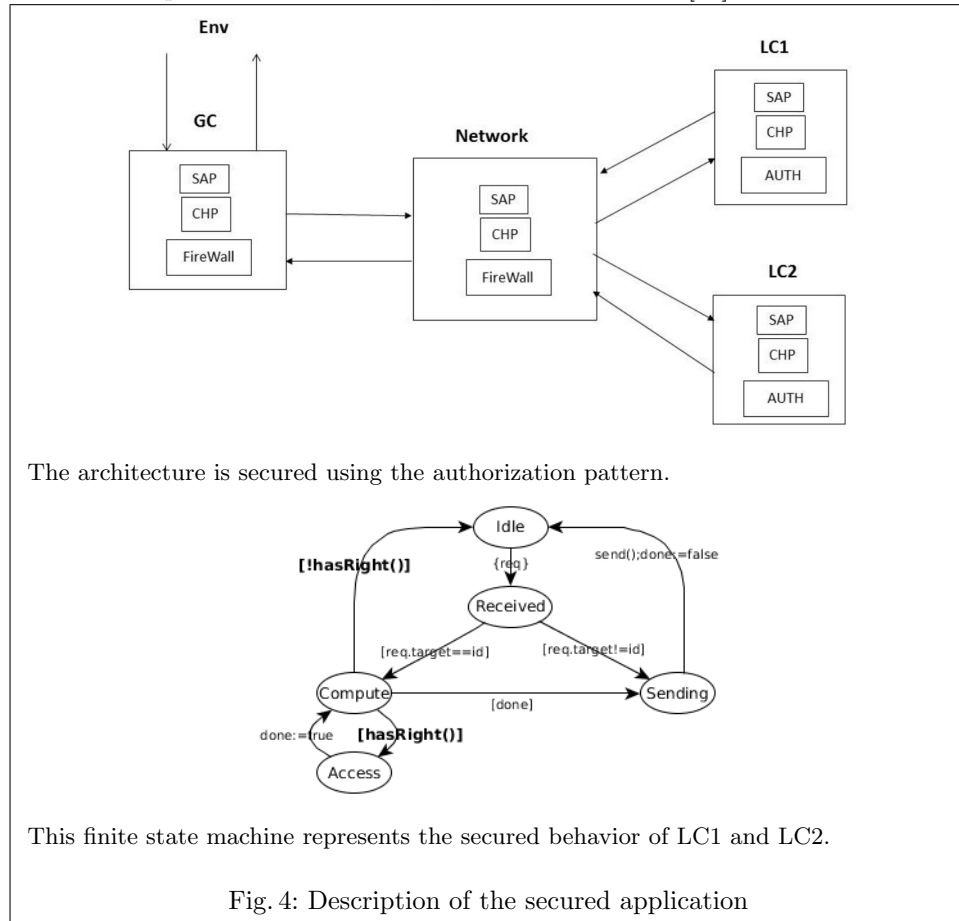 Env
LC1
SAP
CHP
AUTH
GC
SAP
CHP
FireWall
Network
SAP
CHP
FireWall
LC2
SAP
CHP
AUTH
The architecture is secured using the authorization pattern.
Idle
[!hasRight()]
{req}
send();done:=false
Received
[req.target==id]
[req.target!=id]
Compute
[done]
Sending
done:=true
[hasRight()]
Access
This finite state machine represents the secured behavior of LC1 and LC2.
Fig. 4: Description of the secured application